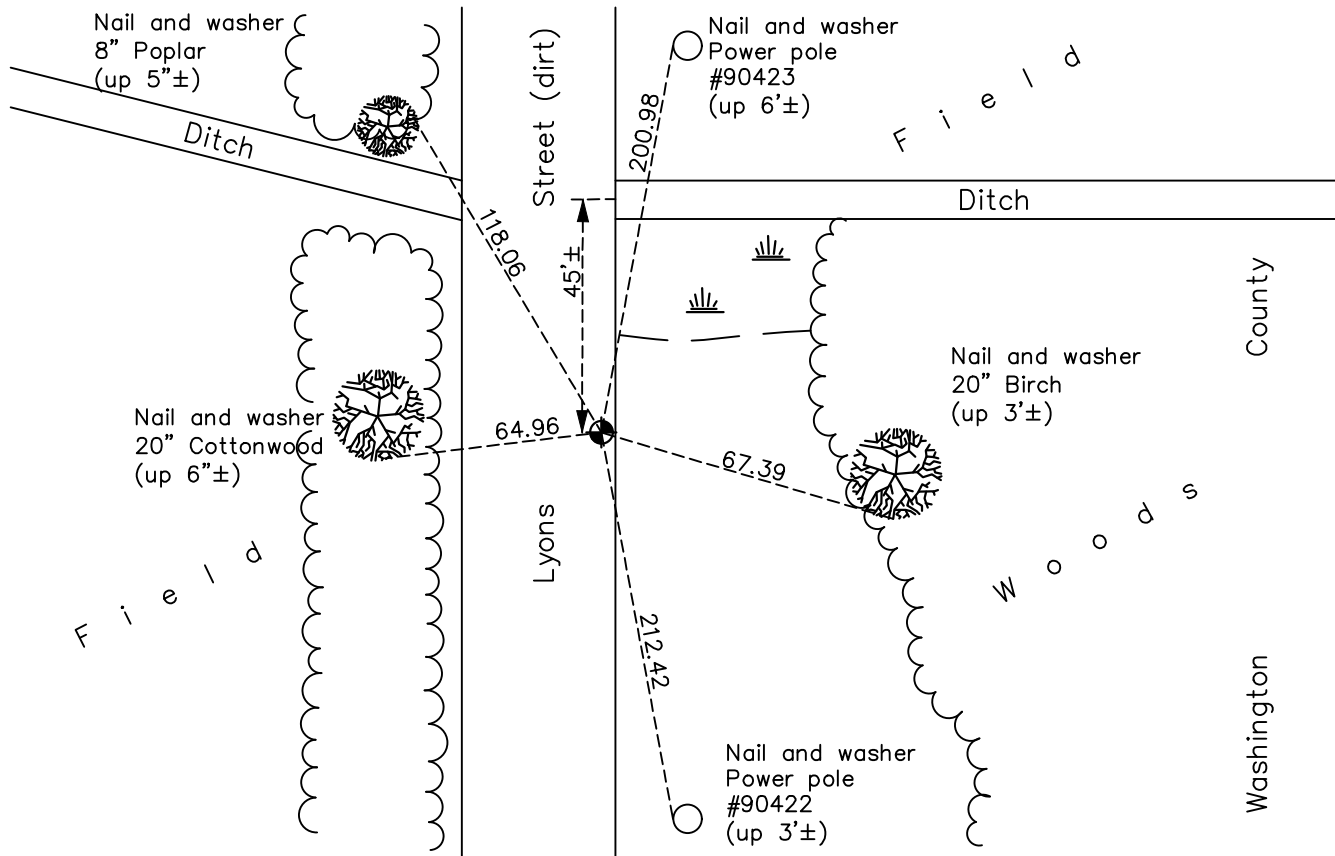 Nail and washer
8" Poplar
(up 5"±)
Nail and washer
Power pole
#90423
(up 6'±)
Street (dirt)
Field
Ditch
200.98
Ditch
118.06
45'±
County
Nail and washer
20" Birch
(up 3'±)
Nail and washer
20" Cottonwood
(up 6"±)
64.96
67.39
Lyons
Woods
Field
212.42
Washington
Nail and washer
Power pole
#90422
(up 3'±)